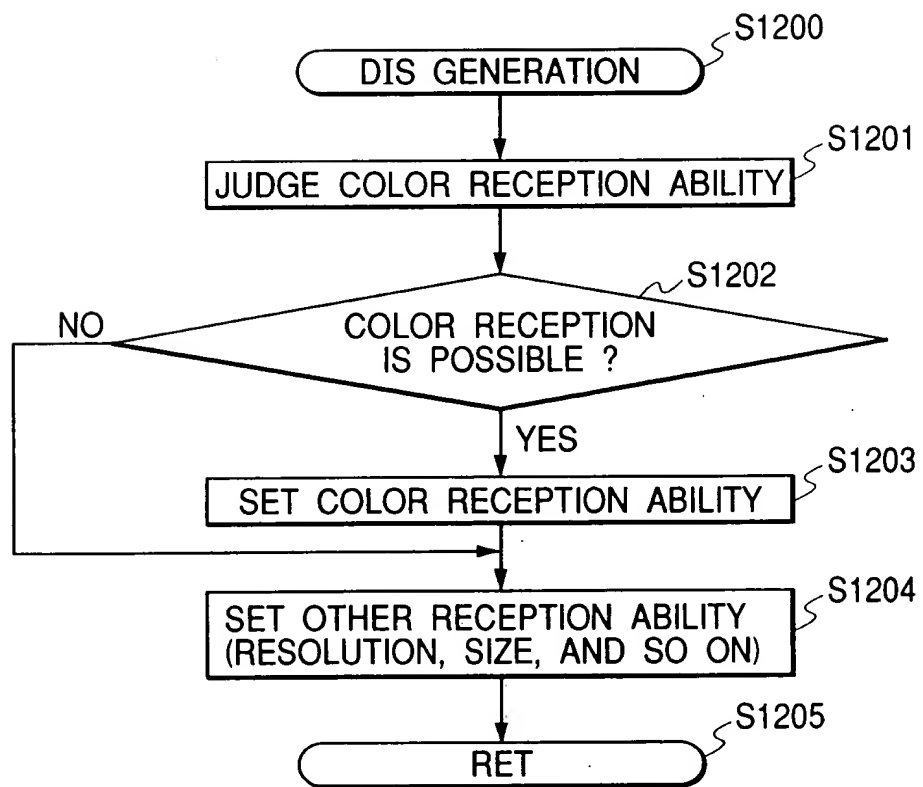 S1200
DIS GENERATION
S1201
JUDGE COLOR RECEPTION ABILITY
S1202
NO
COLOR RECEPTION
IS POSSIBLE ?
YES
S1203
SET COLOR RECEPTION ABILITY
S1204
SET OTHER RECEPTION ABILITY
(RESOLUTION, SIZE, AND SO ON)
S1205
RET